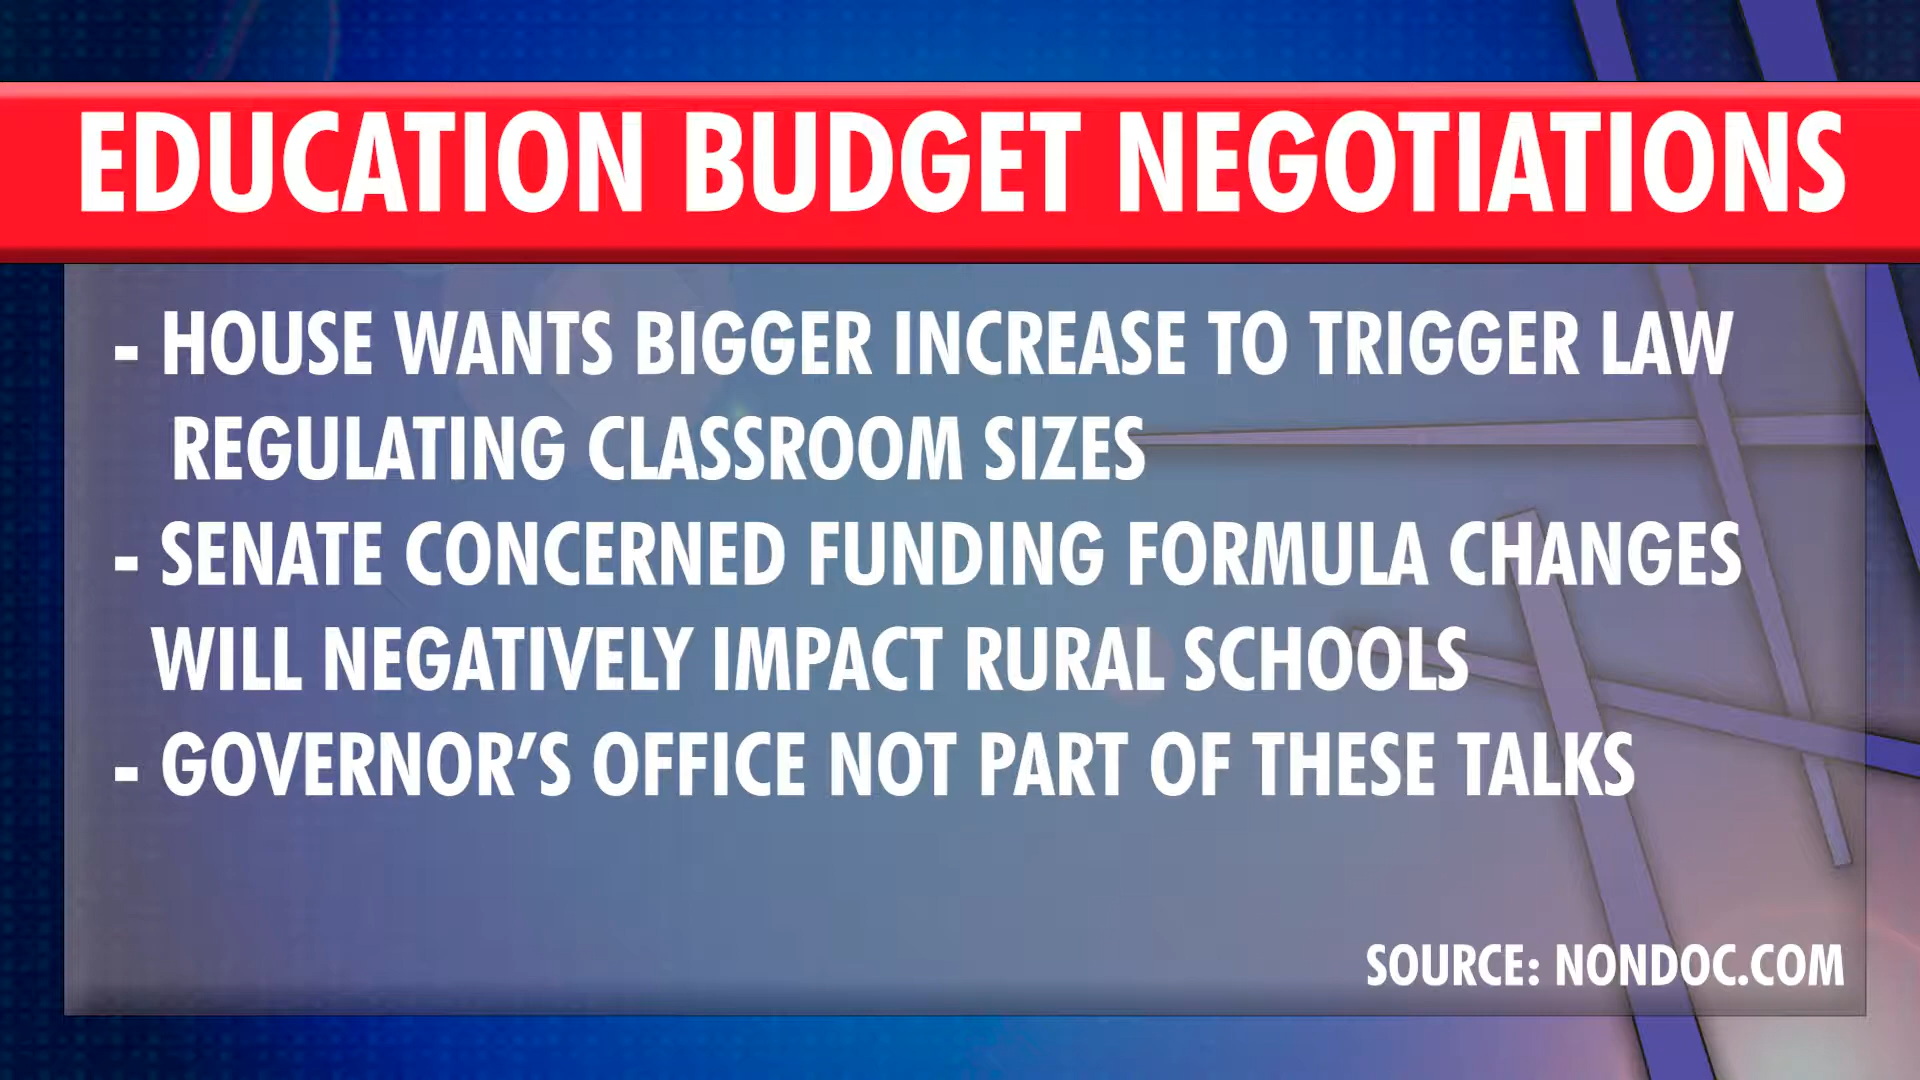 EDUCATION BUDGET NEGOTIATIONS
- HOUSE WANTS BIGGER INCREASE TO TRIGGER LAW
REGULATING CLASSROOM SIZES
- SENATE CONCERNED FUNDING FORMULA CHANGES
WILL NEGATIVELY IMPACT RURAL SCHOOLS
- GOVERNOR’S OFFICE NOT PART OF THESE TALKS
SOURCE: NONDOC.COM